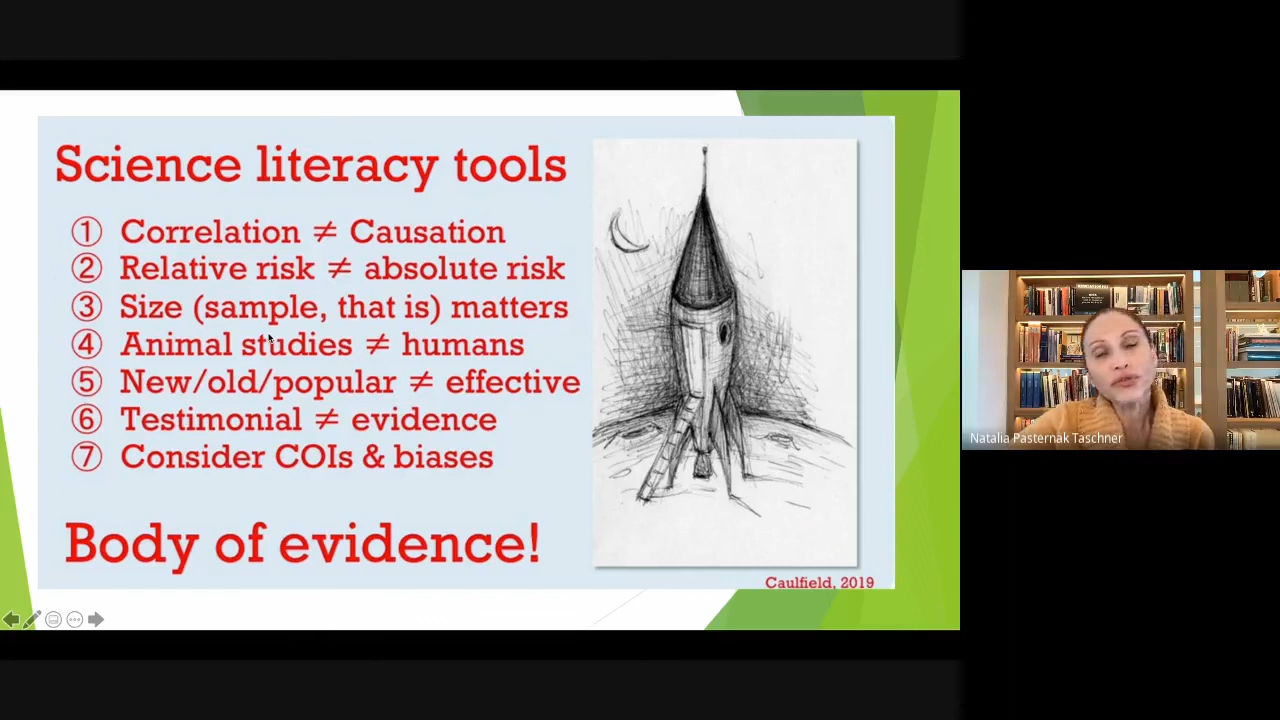 Science literacy tools
① Correlation ≠ Causation
② Relative risk ≠ absolute risk
③ Size (sample, that is) matters
④ Animal studies ≠ humans
⑤ New/old/popular ≠ effective
⑥ Testimonial ≠ evidence
⑦ Consider COIs & biases
Body of evidence!
Caulfield, 2019
Natalia Pasternak Taschner